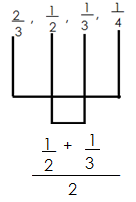 2/3, 1/2, 1/3, 1/4
1/2 + 1/3
2